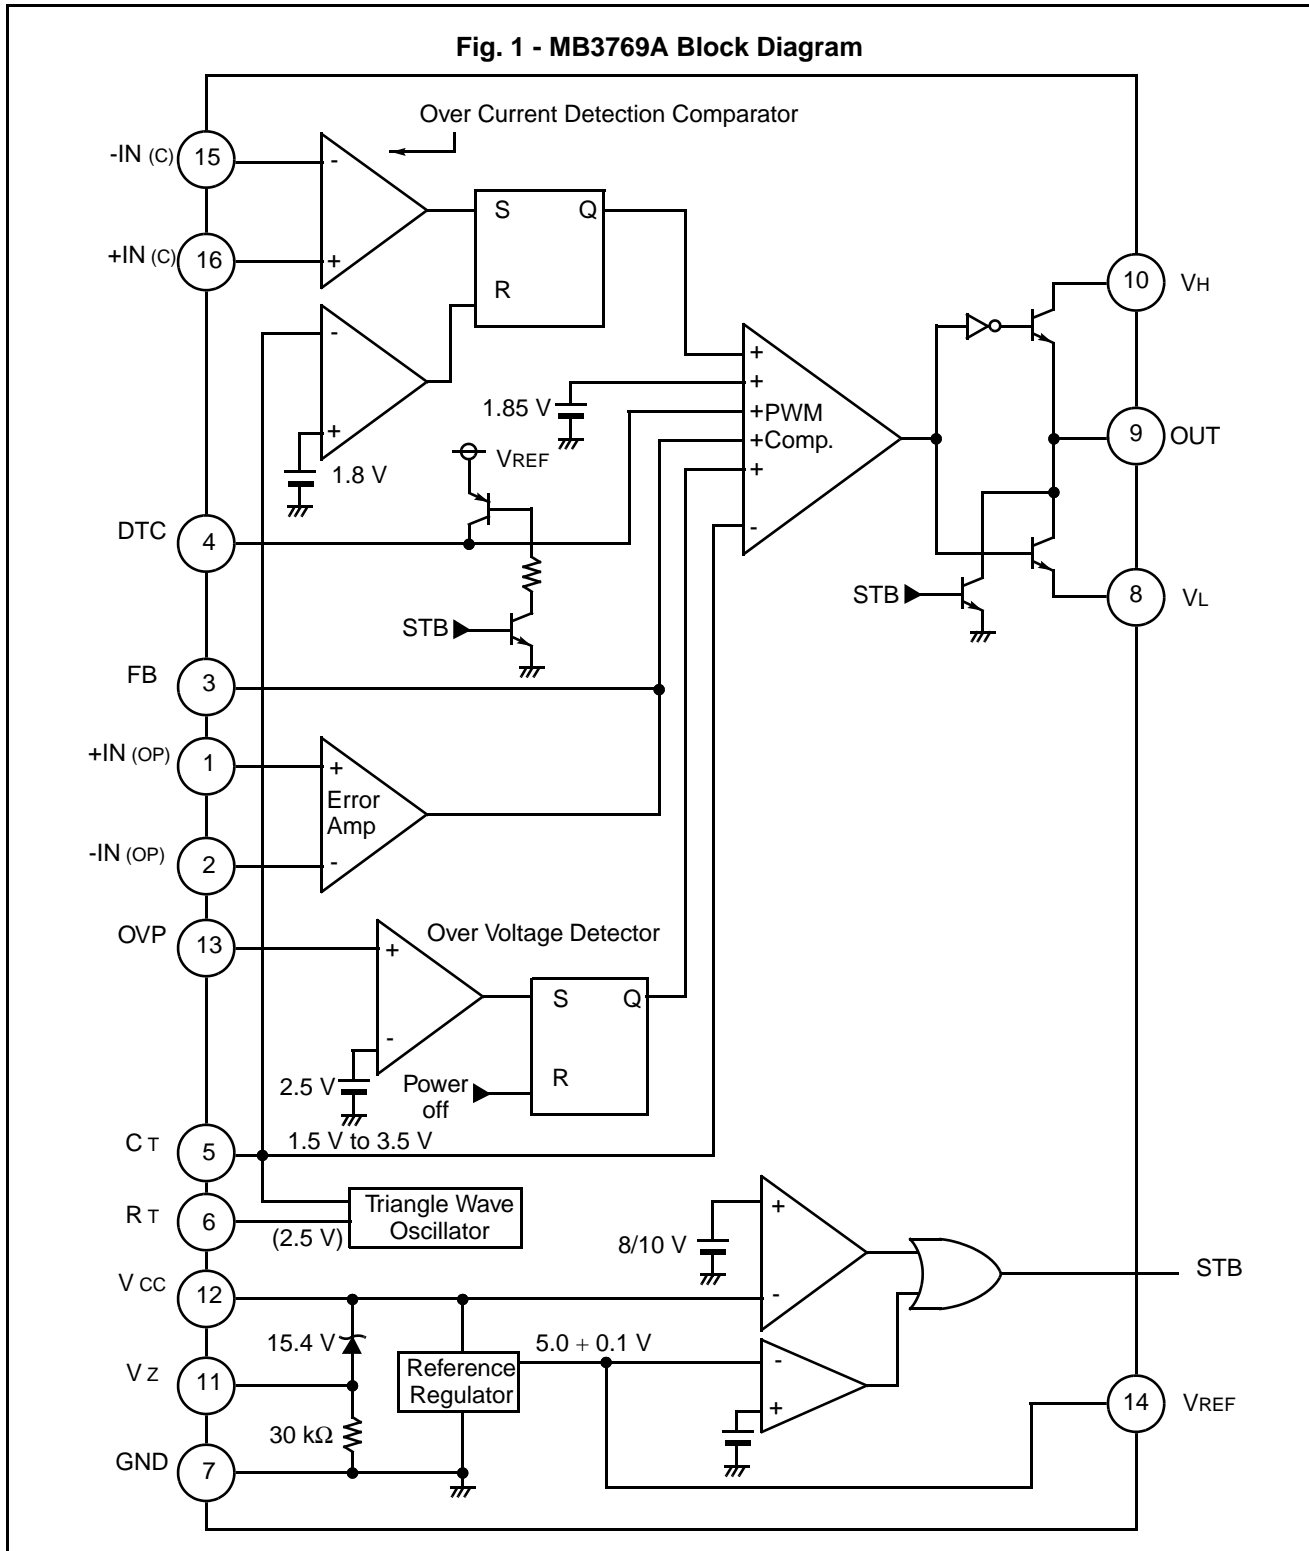 Fig. 1 - MB3769A Block Diagram
Over Current Detection Comparator
-IN (C)
15
-
S
Q
+IN (C)
16
+
R
10
VH
-
+
1.8 V
+
+
1.85 V
+PWM
+Comp.
+
-
9
OUT
VREF
DTC
4
STB
STB
8
VL
FB
3
+IN (OP)
1
+
Error
Amp
-IN (OP)
2
-
OVP
13
+
Over Voltage Detector
S
Q
-
2.5 V
Power
off
R
CT
5
1.5 V to 3.5 V
RT
6
(2.5 V)
Triangle Wave
Oscillator
+
8/10 V
-
STB
VCC
12
15.4 V
5.0 + 0.1 V
Reference
Regulator
-
+
VZ
11
14
VREF
30 kΩ
GND
7